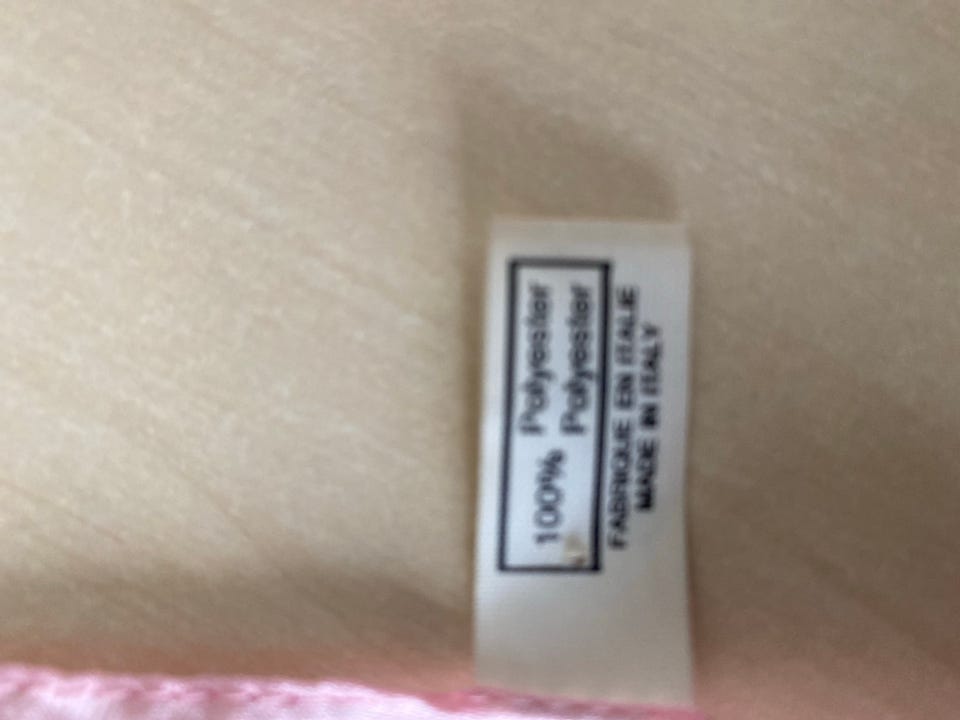 100% Polyester
Polyester
FABRIQUE EN ITALIE
MADE IN ITALY